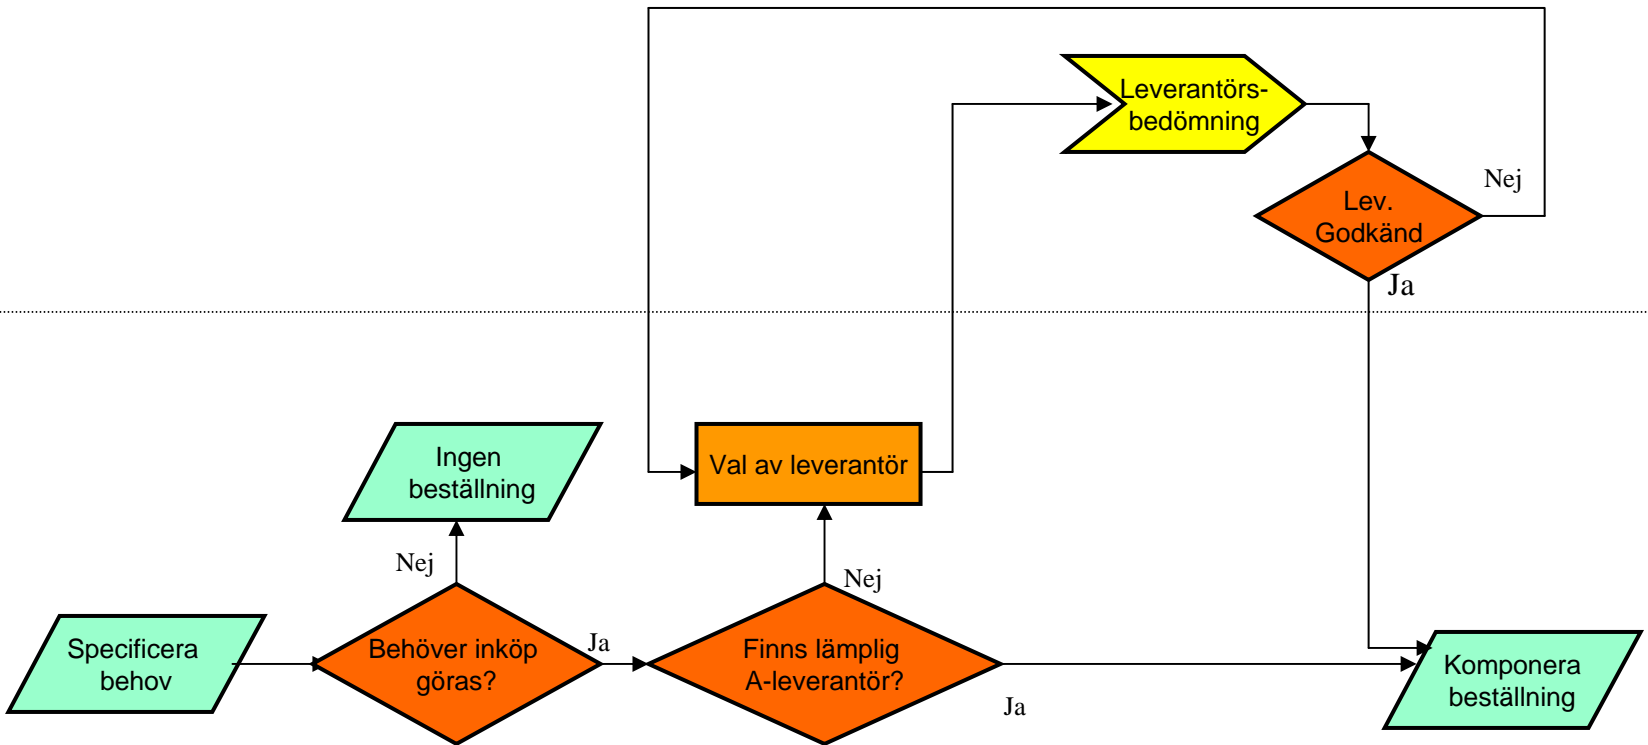 Leverantörs-
bedömning
Nej
Lev.
Godkänd
Ja
Ingen
beställning
Val av leverantör
Nej
Nej
Specificera
behov
Behöver inköp
göras?
Ja
Finns lämplig
A-leverantör?
Ja
Komponera
beställning